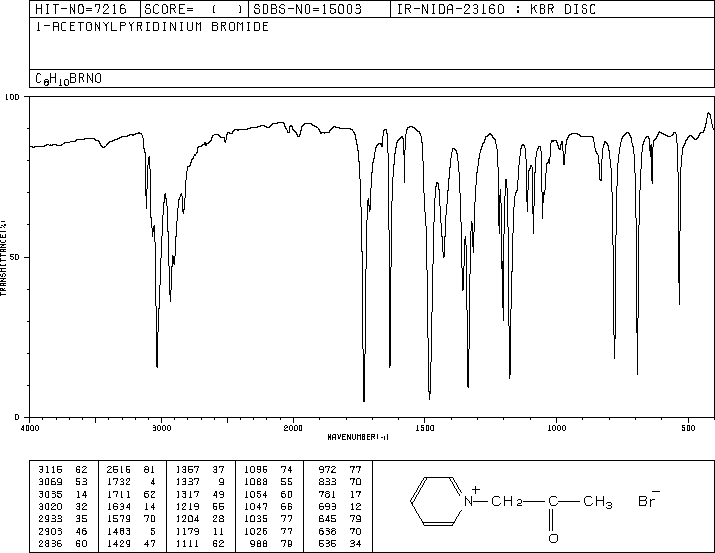 HIT-NO=7216 SCORE= ( ) SDBS-NO=15003 IR-NIDA-23160 : KBR DISC
1-ACETONYLPYRIDINIUM BROMIDE
C8H10BRNO
100
50
0
TRANSMITTANCE(%)
4000 3000 2000 1500 1000 500
WAVENUMBER(-1)
3115 62 2516 81 1357 37 1095 74 972 77
3069 53 1732 4 1337 9 1088 55 833 70
3035 14 1711 62 1317 49 1054 60 781 17
3020 32 1634 14 1219 55 1047 66 693 12
2933 35 1579 70 1204 28 1035 77 645 79
2903 46 1483 5 1179 11 1026 77 638 70
2836 60 1429 47 1111 62 988 79 535 34
N+ CH2 C CH3 Br−
O